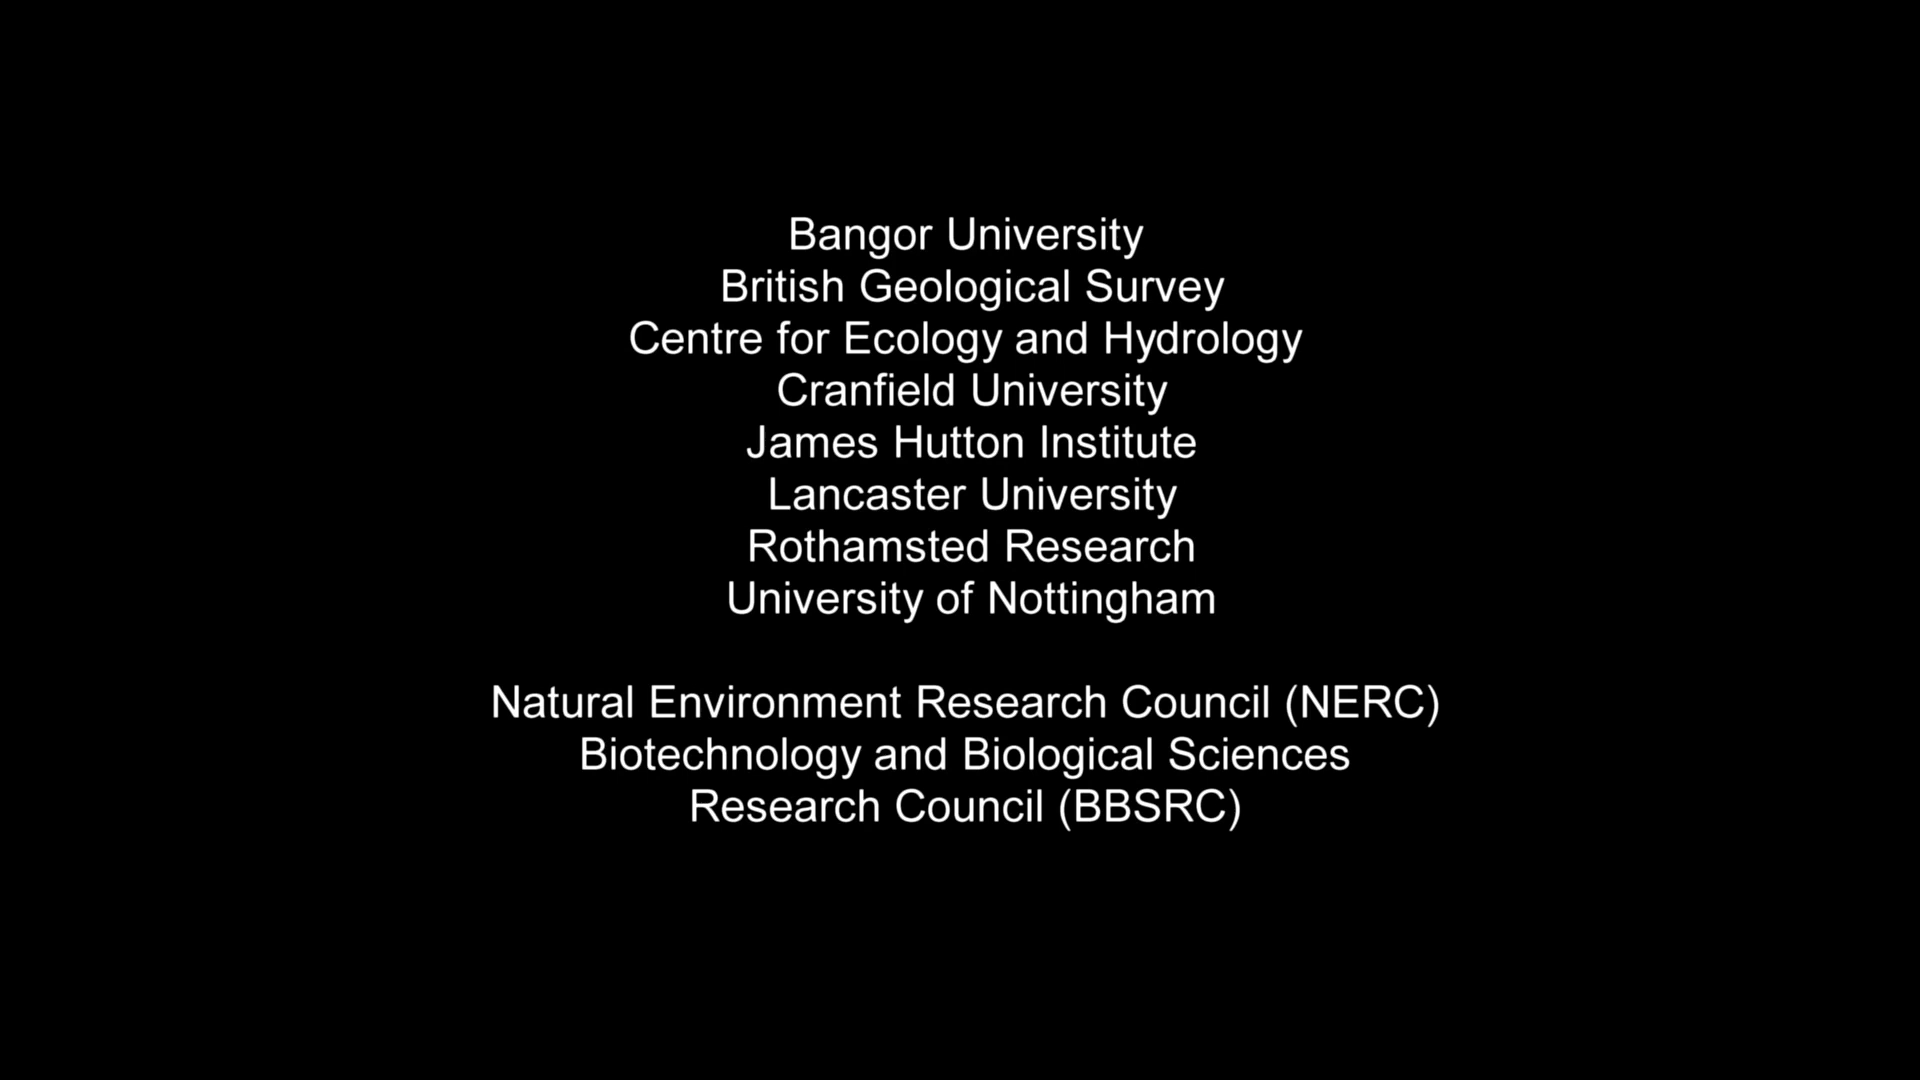 Bangor University
British Geological Survey
Centre for Ecology and Hydrology
Cranfield University
James Hutton Institute
Lancaster University
Rothamsted Research
University of Nottingham
Natural Environment Research Council (NERC)
Biotechnology and Biological Sciences
Research Council (BBSRC)